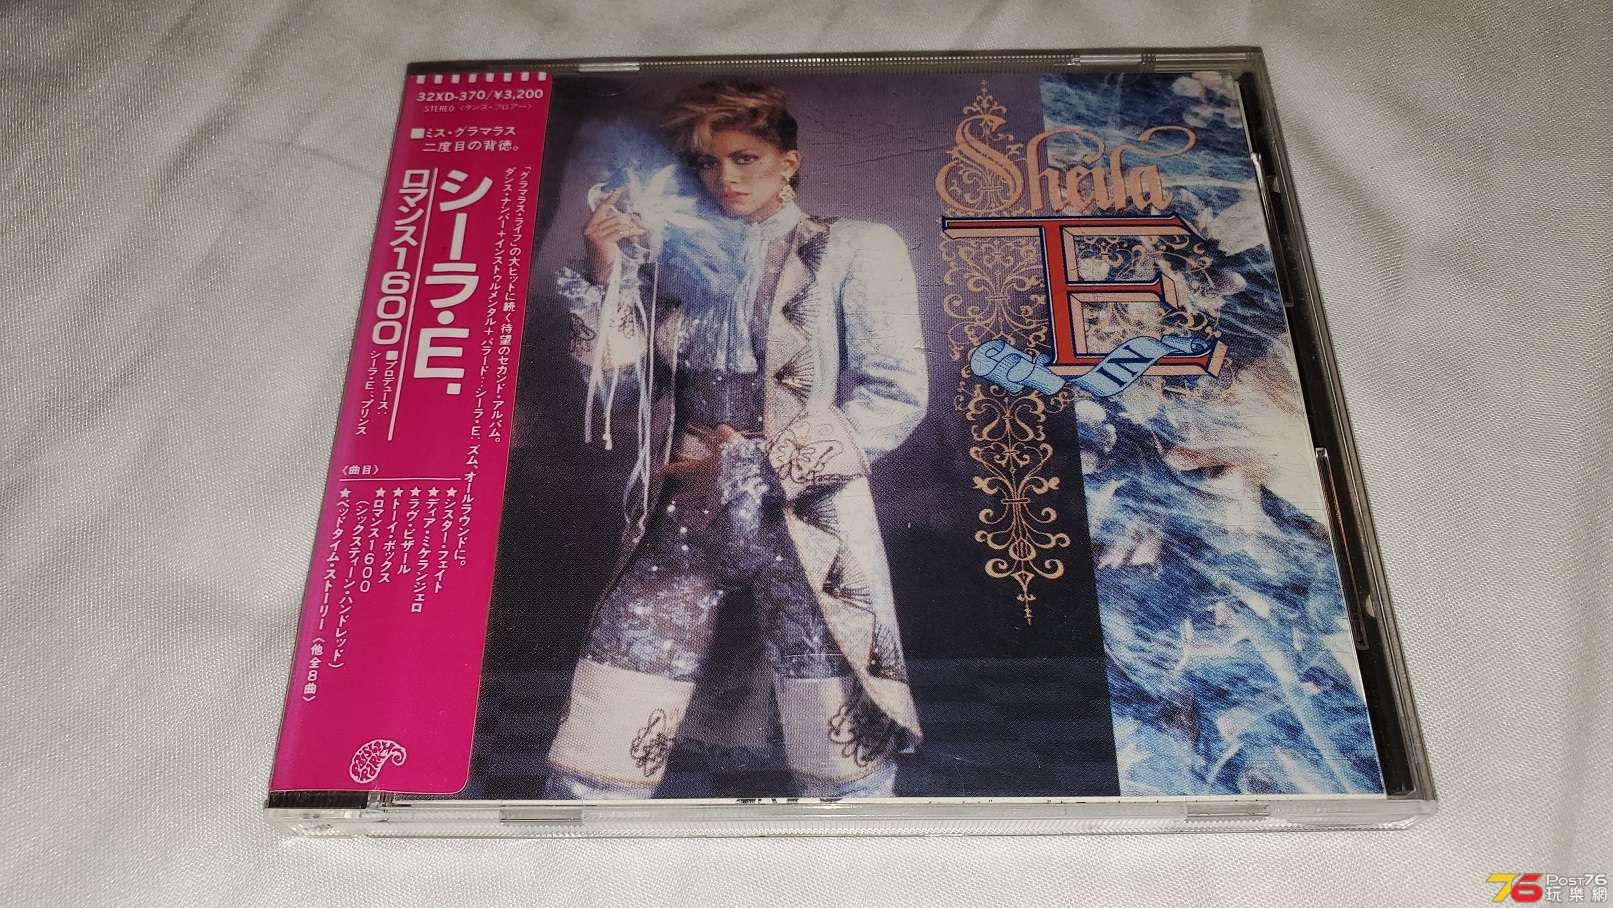 32XD-370/¥3,200
STEREO 〈ダンス・フロアー〉
■ミス・グラマラス
二度目の背徳。
「グラマラス・ライフ」の大ヒットに続く待望のセカンド・アルバム。
ダンス・ナンバー+インストゥルメンタル+バラード…シーラ・E.ズム、オールラウンドに。
シーラ・E.
ロマンス1600
■プロデュース:
シーラ・E.、プリンス
〈曲目〉
★シスター・フェイト
★ディア・ミケランジェロ
★ラヴ・ビザール
★トーイ・ボックス
★ロマンス1600
(シックスティーン・ハンドレッド)
★ベッドタイム・ストーリー〈他全8曲〉
PAISLEY PARK
Sheila
E
IN
76 POST76
玩樂網